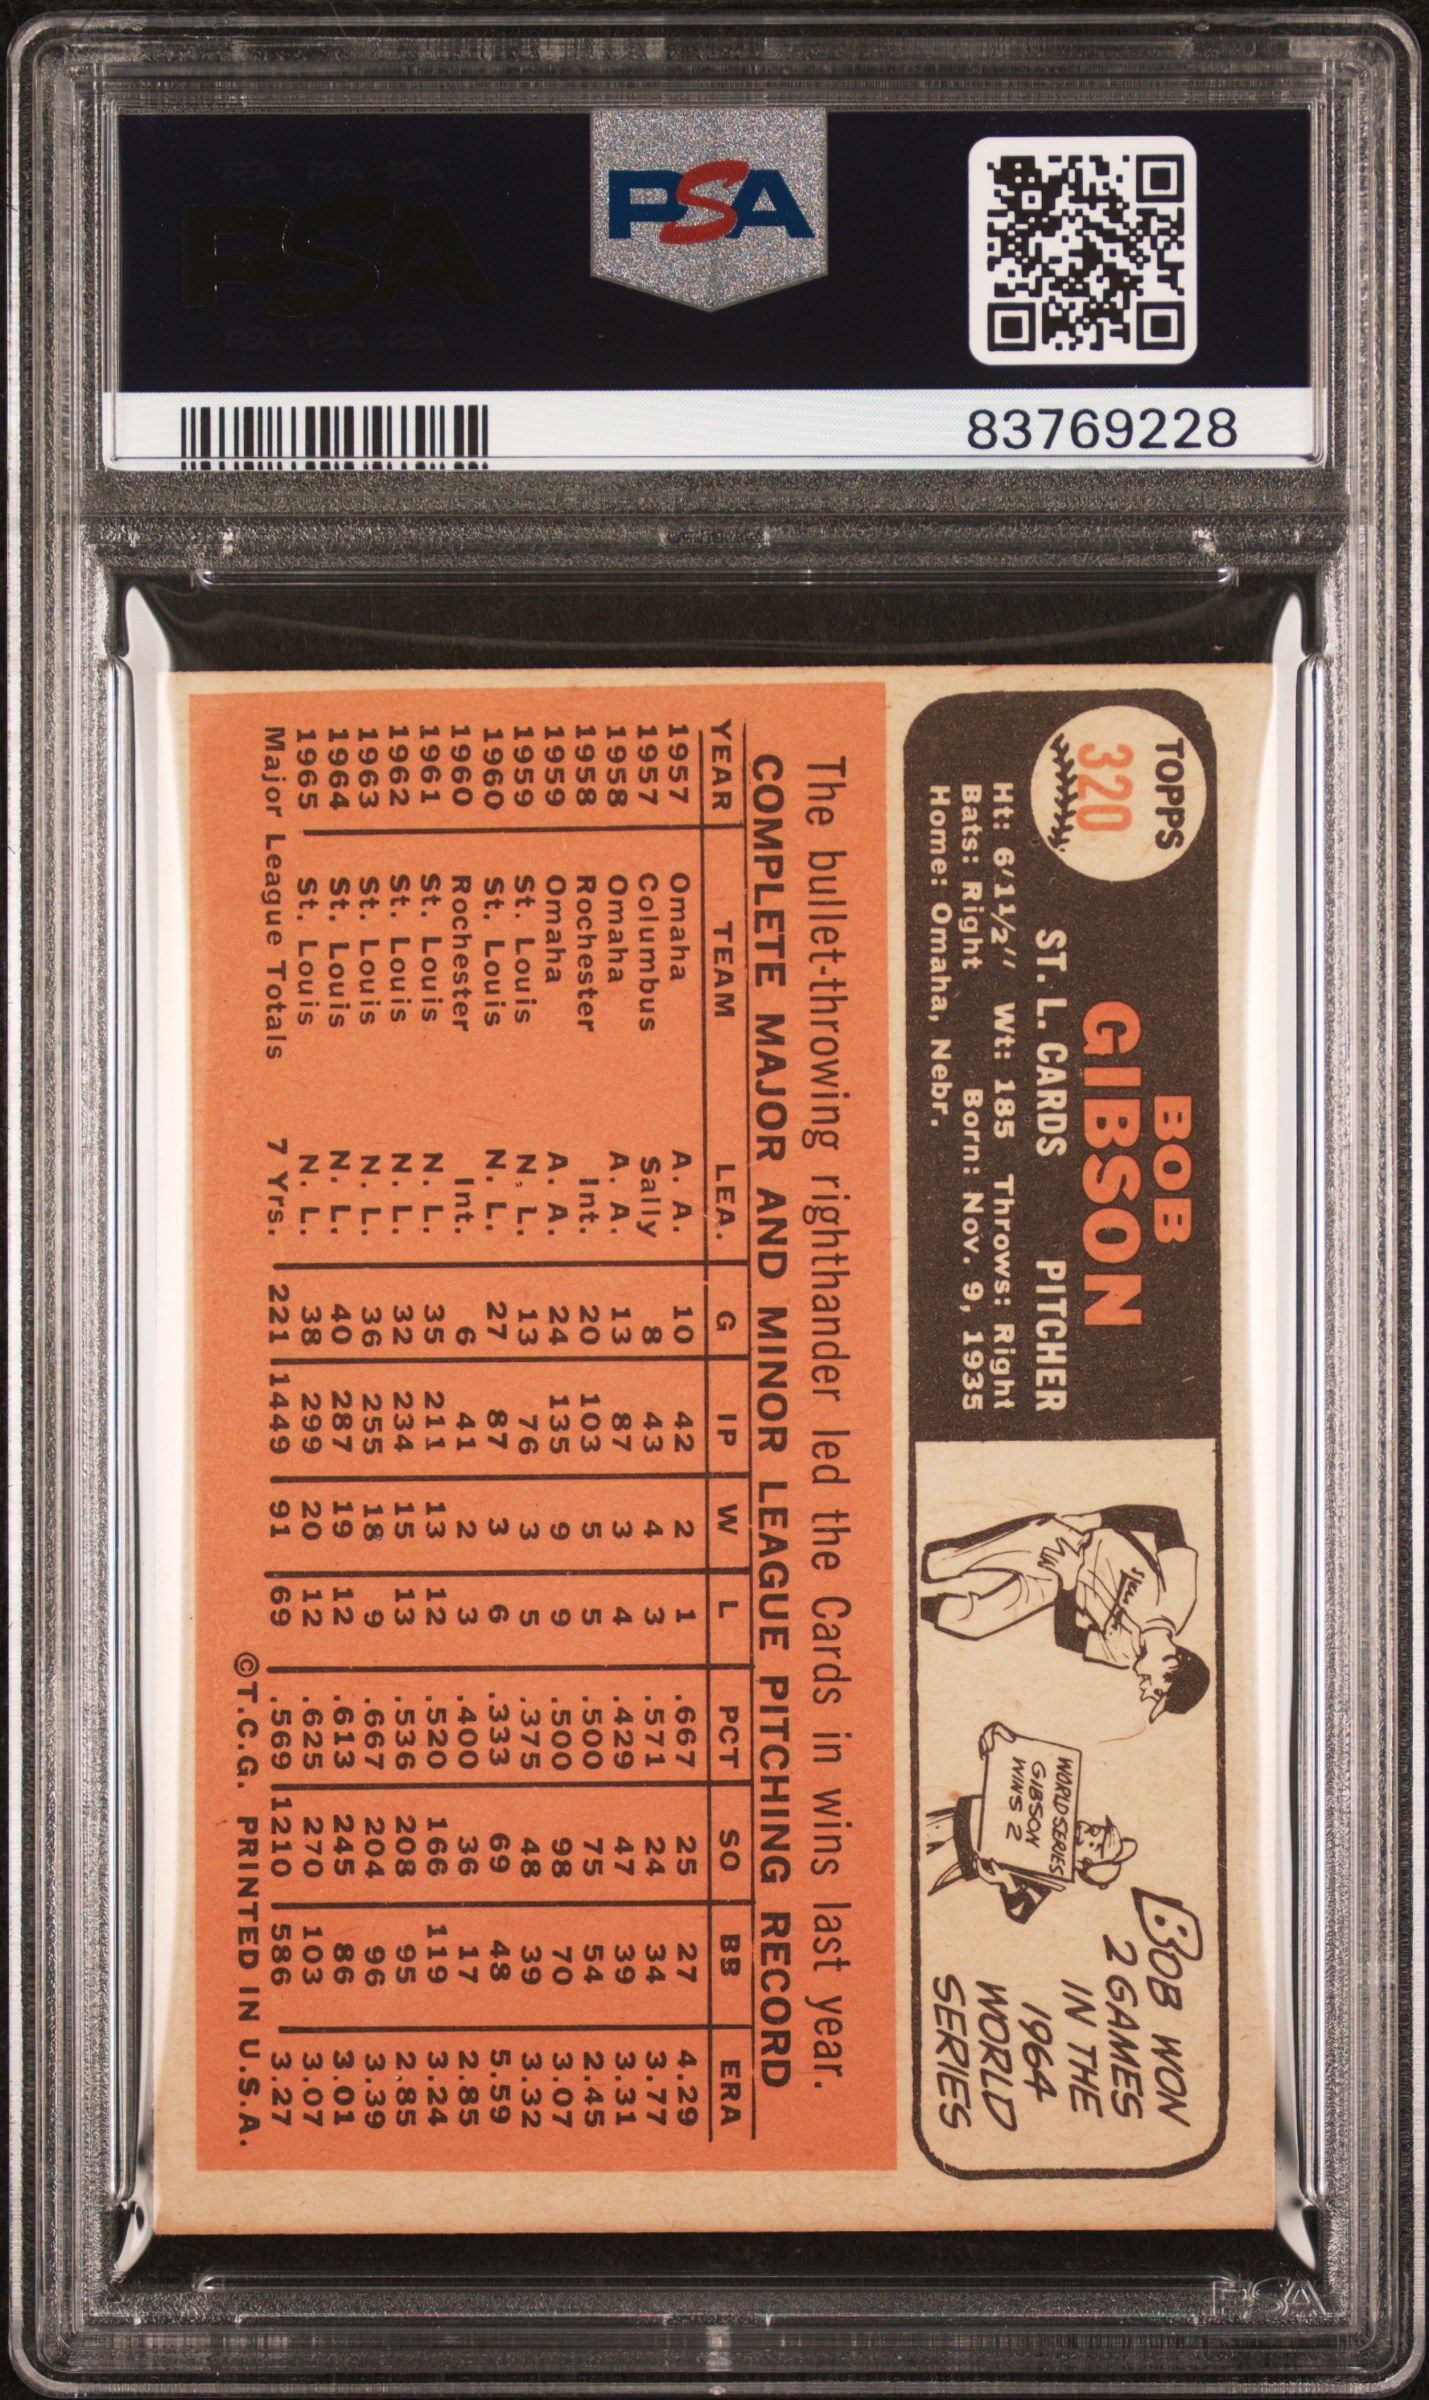 PSA PSA PSA
PSA
PSA PSA PSA
PSA
83769228
TOPPS
320
BOB
GIBSON
ST. L. CARDS PITCHER
Ht: 6'11/2" Wt: 185 Throws: Right
Bats: Right Born: Nov. 9, 1935
Home: Omaha, Nebr.
WORLD SERIES
GIBSON
WINS 2
BOB WON
2 GAMES
IN THE
1964
WORLD
SERIES
The bullet-throwing righthander led the Cards in wins last year.
COMPLETE MAJOR AND MINOR LEAGUE PITCHING RECORD
YEAR TEAM LEA. G IP W L PCT SO BB ERA
1957 Omaha A. A. 10 42 2 1 .667 25 27 4.29
1957 Columbus Sally 8 43 4 3 .571 24 34 3.77
1958 Omaha A. A. 13 87 3 4 .429 47 39 3.31
1958 Rochester Int. 20 103 5 5 .500 75 54 2.45
1959 Omaha A. A. 24 135 9 9 .500 98 70 3.07
1959 St. Louis N. L. 13 76 3 5 .375 48 39 3.32
1960 St. Louis N. L. 27 87 3 6 .333 69 48 5.59
1960 Rochester Int. 6 41 2 3 .400 36 17 2.85
1961 St. Louis N. L. 35 211 13 12 .520 166 119 3.24
1962 St. Louis N. L. 32 234 15 13 .536 208 95 2.85
1963 St. Louis N. L. 36 255 18 9 .667 204 96 3.39
1964 St. Louis N. L. 40 287 19 12 .613 245 86 3.01
1965 St. Louis N. L. 38 299 20 12 .625 270 103 3.07
Major League Totals 7 Yrs. 221 1449 91 69 .569 1210 586 3.27
©T.C.G. PRINTED IN U.S.A.
PSA